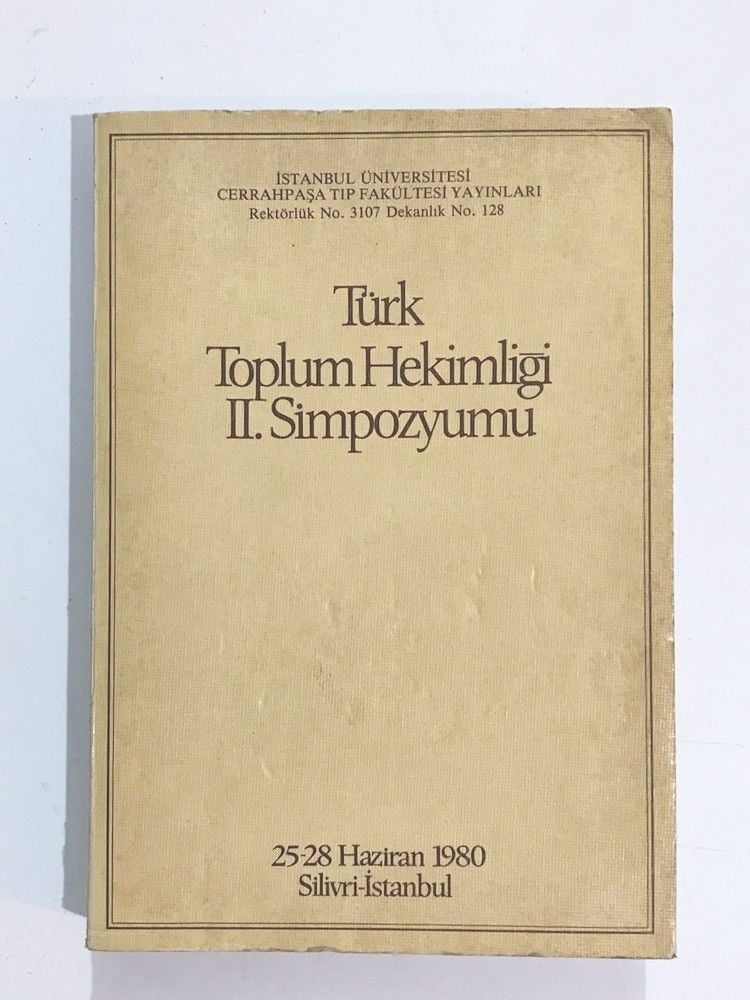 İSTANBUL ÜNİVERSİTESİ
CERRAHPAŞA TIP FAKÜLTESİ YAYINLARI
Rektörlük No. 3107 Dekanlık No. 128
Türk
Toplum Hekimliği
II. Simpozyumu
25-28 Haziran 1980
Silivri-İstanbul